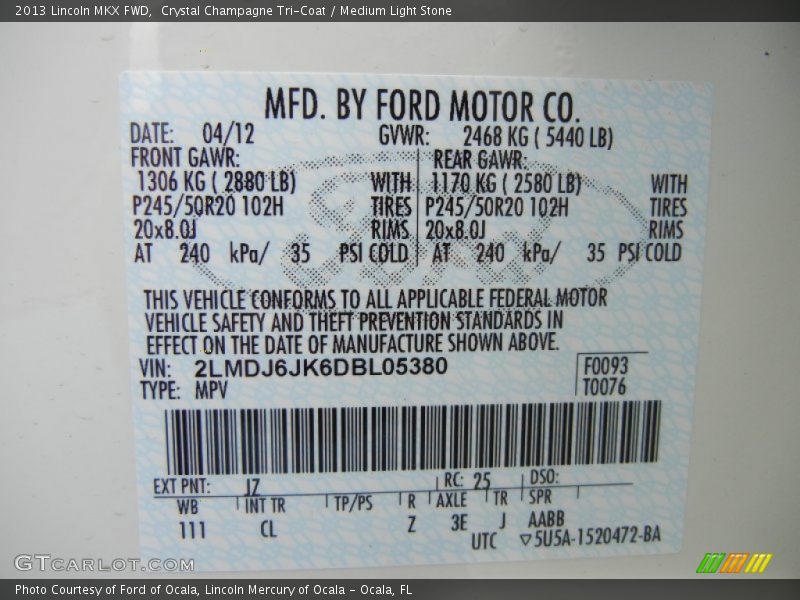 2013 Lincoln MKX FWD,  Crystal Champagne Tri-Coat / Medium Light Stone
MFD. BY FORD MOTOR CO.
DATE: 04/12 GVWR: 2468 KG ( 5440 LB)
FRONT GAWR: REAR GAWR:
1306 KG ( 2880 LB) WITH 1170 KG ( 2580 LB) WITH
P245/50R20 102H TIRES P245/50R20 102H TIRES
20x8.0J RIMS 20x8.0J RIMS
AT 240 kPa/ 35 PSI COLD AT 240 kPa/ 35 PSI COLD
Ford
THIS VEHICLE CONFORMS TO ALL APPLICABLE FEDERAL MOTOR
VEHICLE SAFETY AND THEFT PREVENTION STANDARDS IN
EFFECT ON THE DATE OF MANUFACTURE SHOWN ABOVE.
VIN: 2LMDJ6JK6DBL05380 F0093
TYPE: MPV T0076
EXT PNT: JZ RC: 25 DSO:
WB INT TR TP/PS R AXLE TR SPR
111 CL Z 3E J AABB
UTC ▽5U5A-1520472-BA
GTCARLOT.COM
Photo Courtesy of Ford of Ocala, Lincoln Mercury of Ocala - Ocala, FL